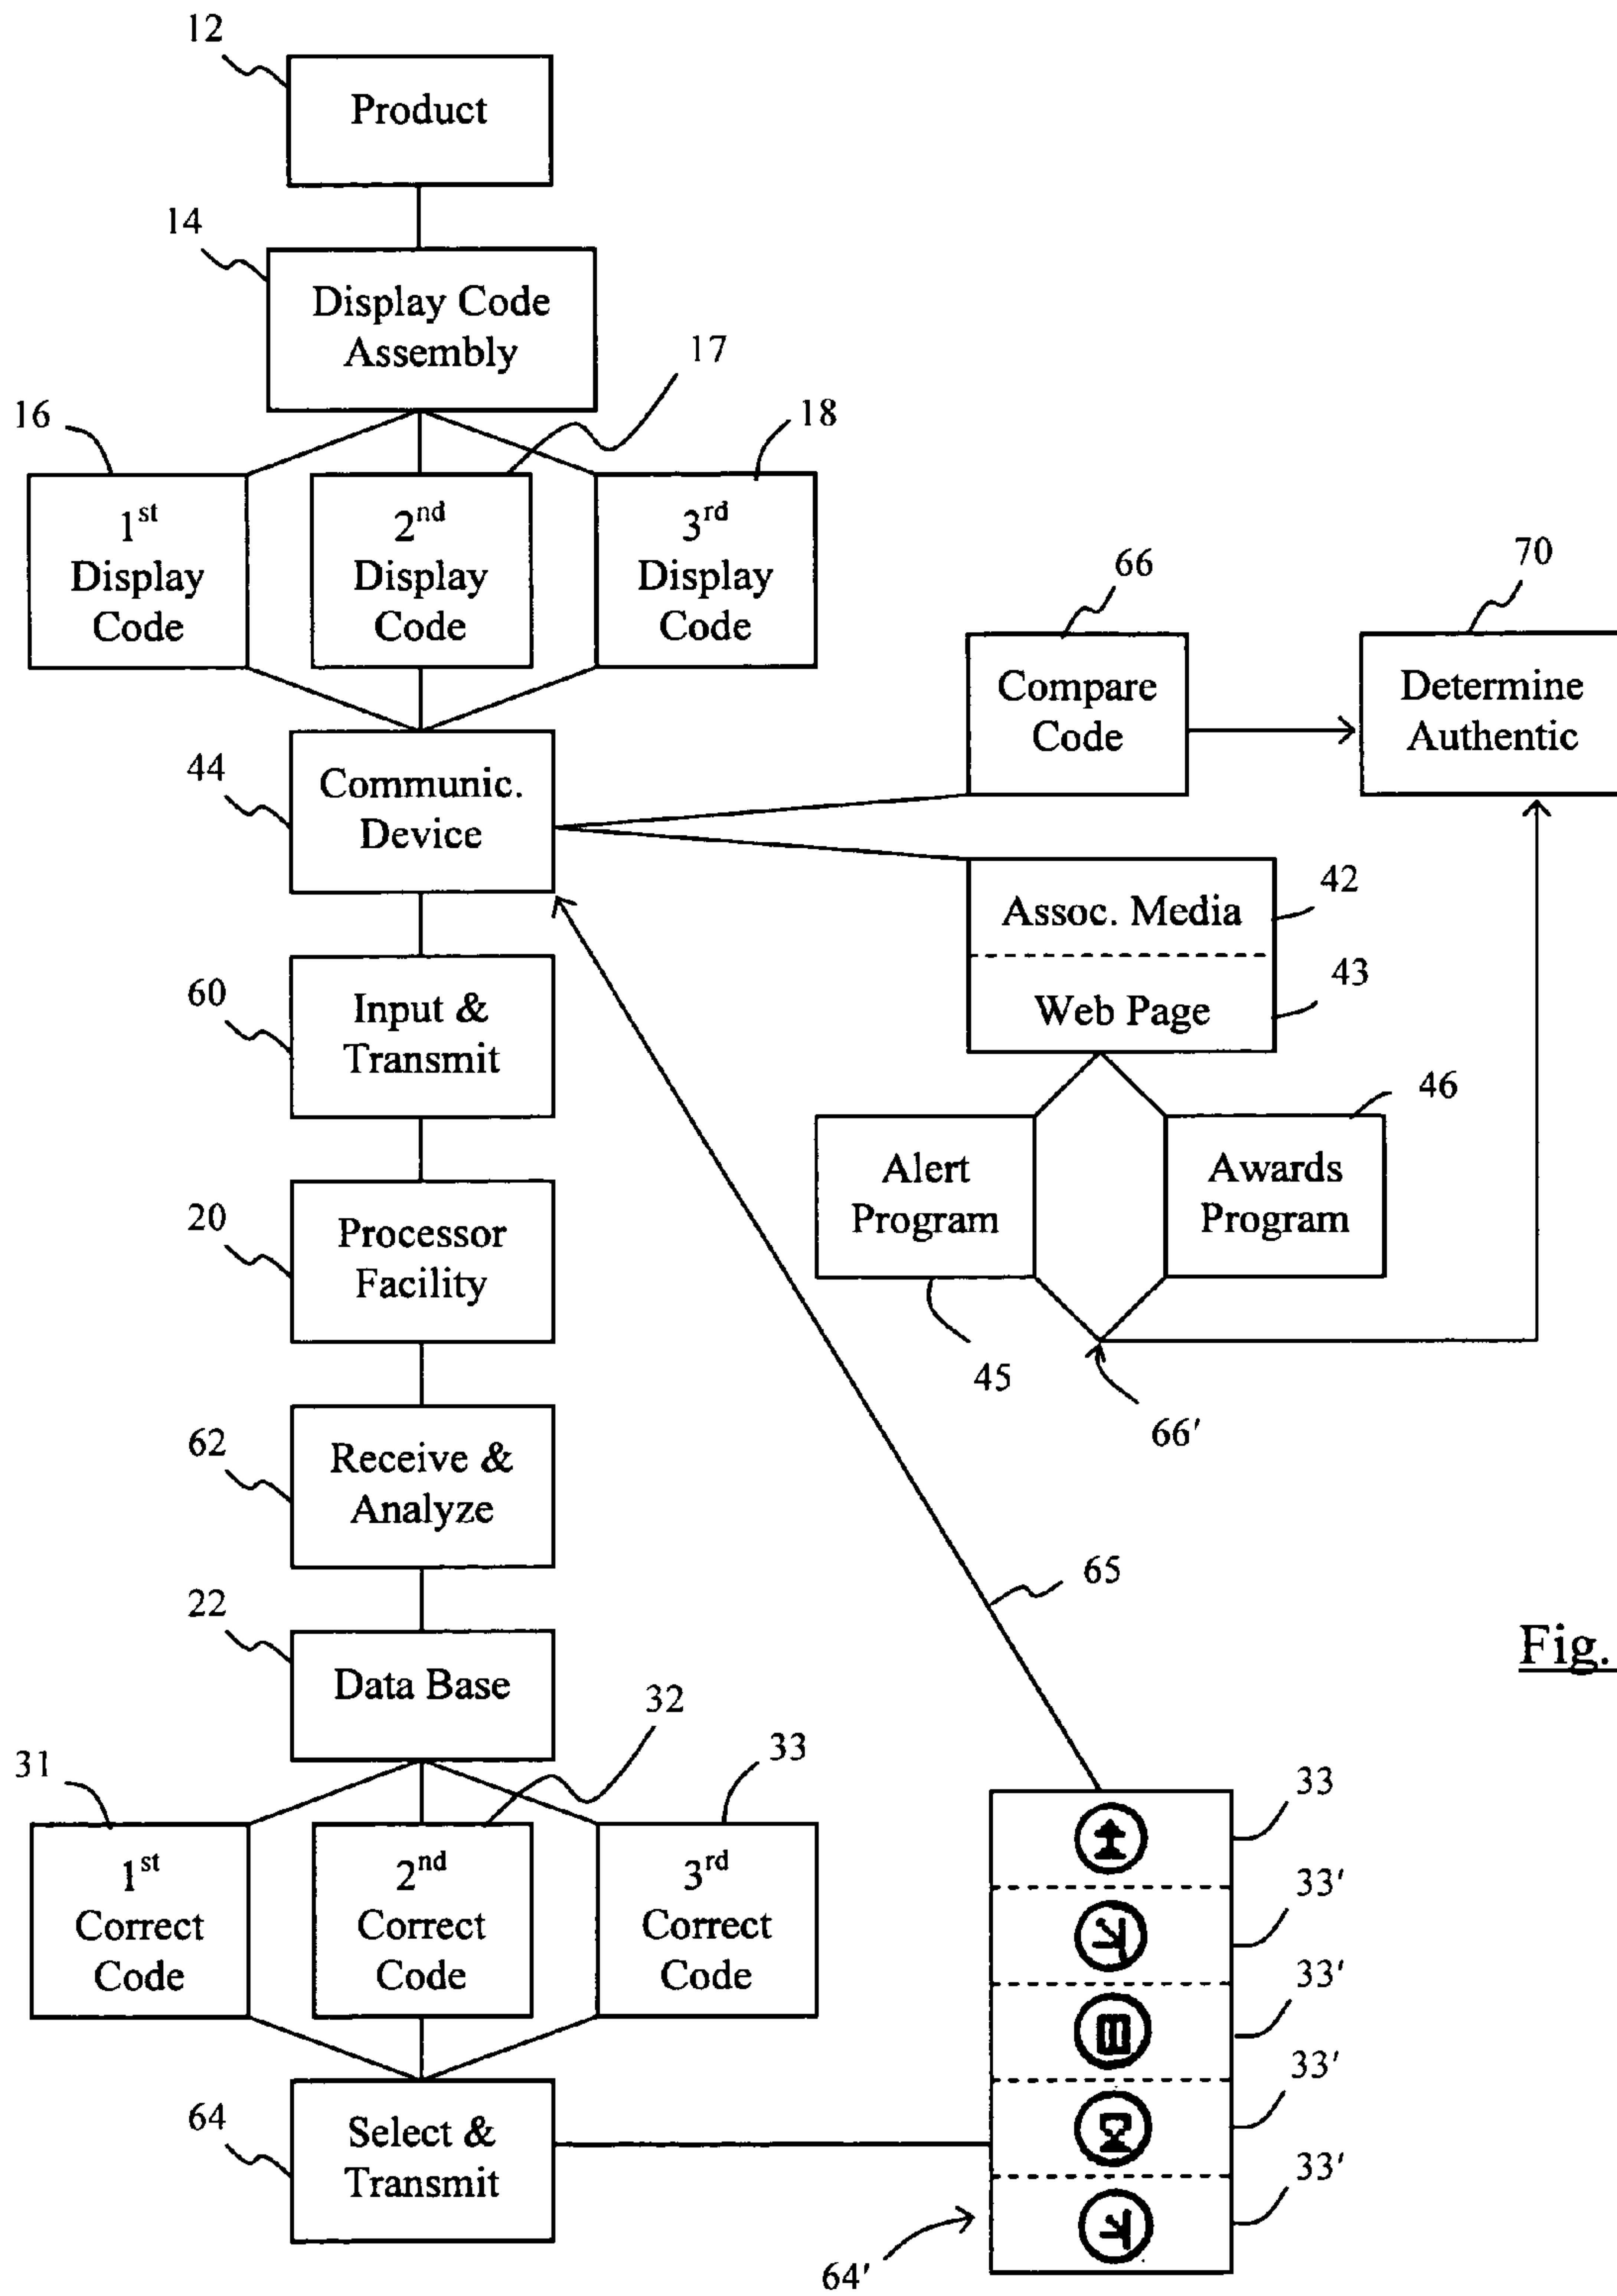 12
Product
14
Display Code
Assembly
17
16
18
1st
Display
Code
2nd
Display
Code
3rd
Display
Code
66
70
Compare
Code
Determine
Authentic
44
Communic.
Device
42
Assoc. Media
43
Web Page
60
Input &
Transmit
46
Alert
Program
Awards
Program
20
Processor
Facility
45
66'
62
Receive &
Analyze
65
22
Data Base
Fig.
32
31
33
1st
Correct
Code
2nd
Correct
Code
3rd
Correct
Code
33
33'
33'
33'
33'
64
Select &
Transmit
64'